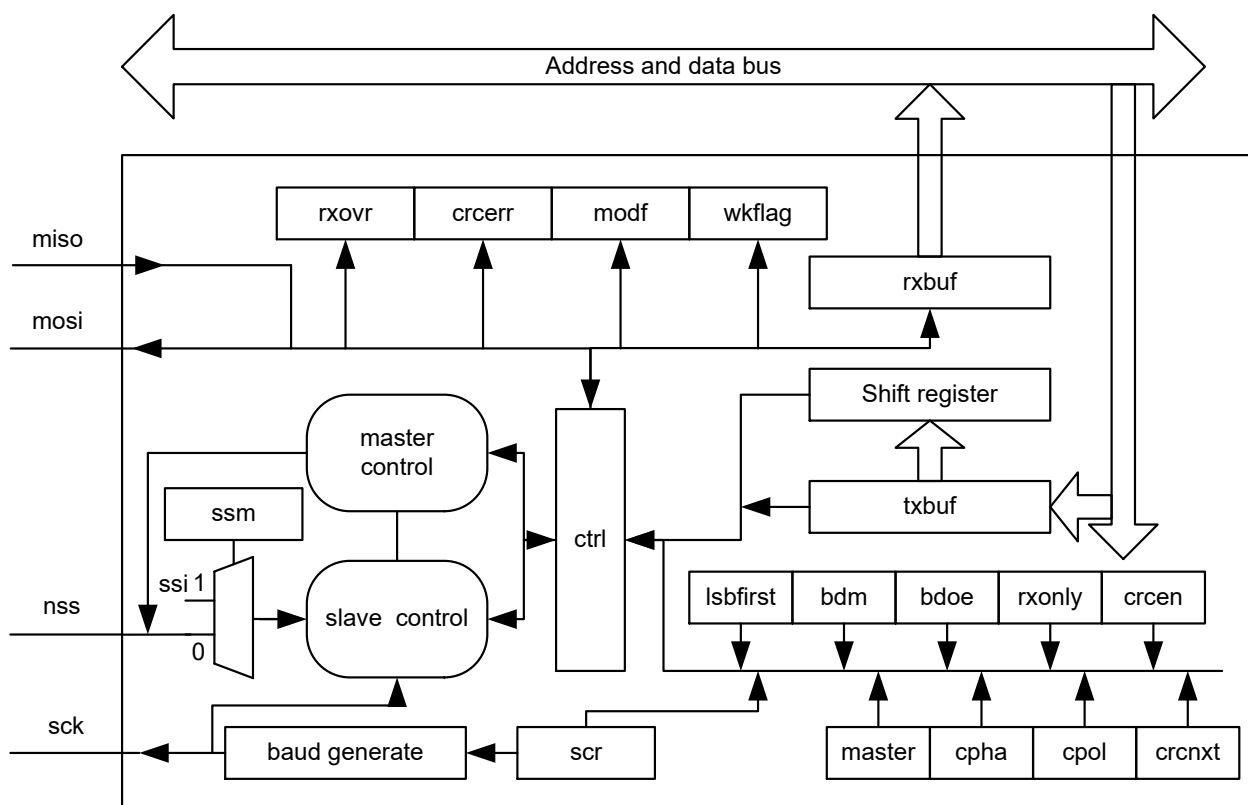 Address and data bus
rxovr
crcerr
modf
wkflag
miso
rxbuf
mosi
Shift register
master
control
ssm
txbuf
ctrl
ssi 1
nss
0
slave control
lsbfirst
bdm
bdoe
rxonly
crcen
sck
baud generate
scr
master
cpha
cpol
crcnxt